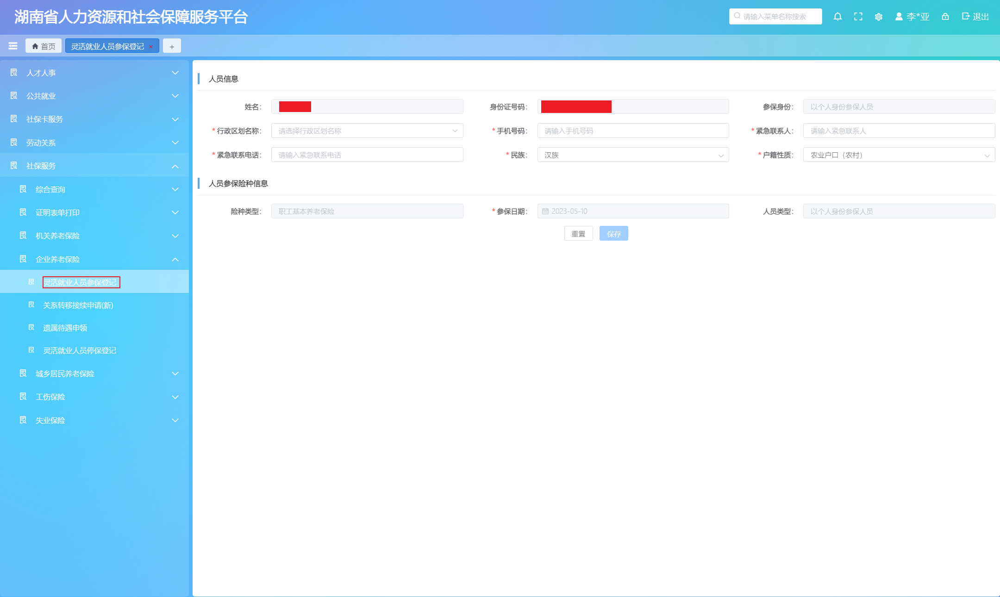 湖南省人力资源和社会保障服务平台
请输入菜单名称搜索
李*亚
退出
首页
灵活就业人员参保登记 ×
+
人才人事
公共就业
社保卡服务
劳动关系
社保服务
综合查询
证明表单打印
机关养老保险
企业养老保险
灵活就业人员参保登记
关系转移接续申请(新)
遗属待遇申领
灵活就业人员停保登记
城乡居民养老保险
工伤保险
失业保险
人员信息
姓名：
身份证号码：
参保身份： 以个人身份参保人员
* 行政区划名称： 请选择行政区划名称
* 手机号码： 请输入手机号码
* 紧急联系人： 请输入紧急联系人
* 紧急联系电话： 请输入紧急联系电话
* 民族： 汉族
* 户籍性质： 农业户口（农村）
人员参保险种信息
险种类型： 职工基本养老保险
* 参保日期： 2023-05-10
人员类型： 以个人身份参保人员
重置
保存